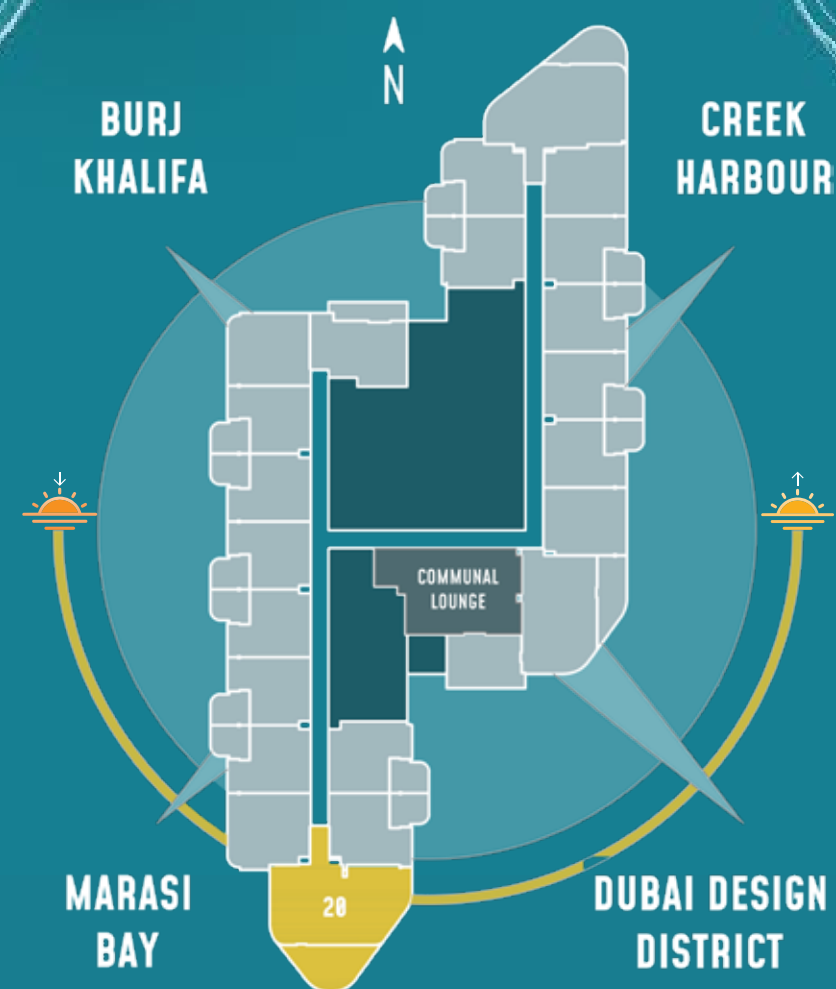 N
BURJ
KHALIFA
CREEK
HARBOUR
COMMUNAL
LOUNGE
20
MARASI
BAY
DUBAI DESIGN
DISTRICT